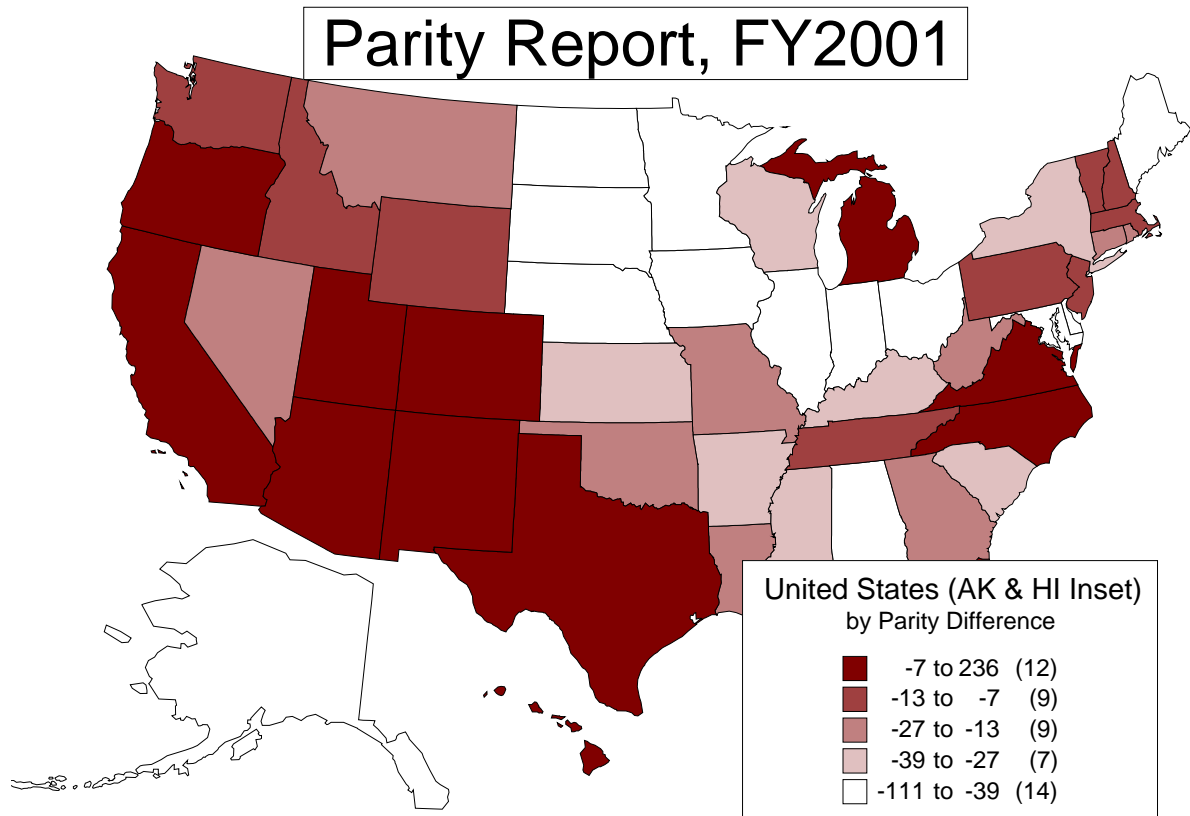 Parity Report, FY2001
United States (AK & HI Inset)
by Parity Difference
-7 to 236 (12)
-13 to -7 (9)
-27 to -13 (9)
-39 to -27 (7)
-111 to -39 (14)